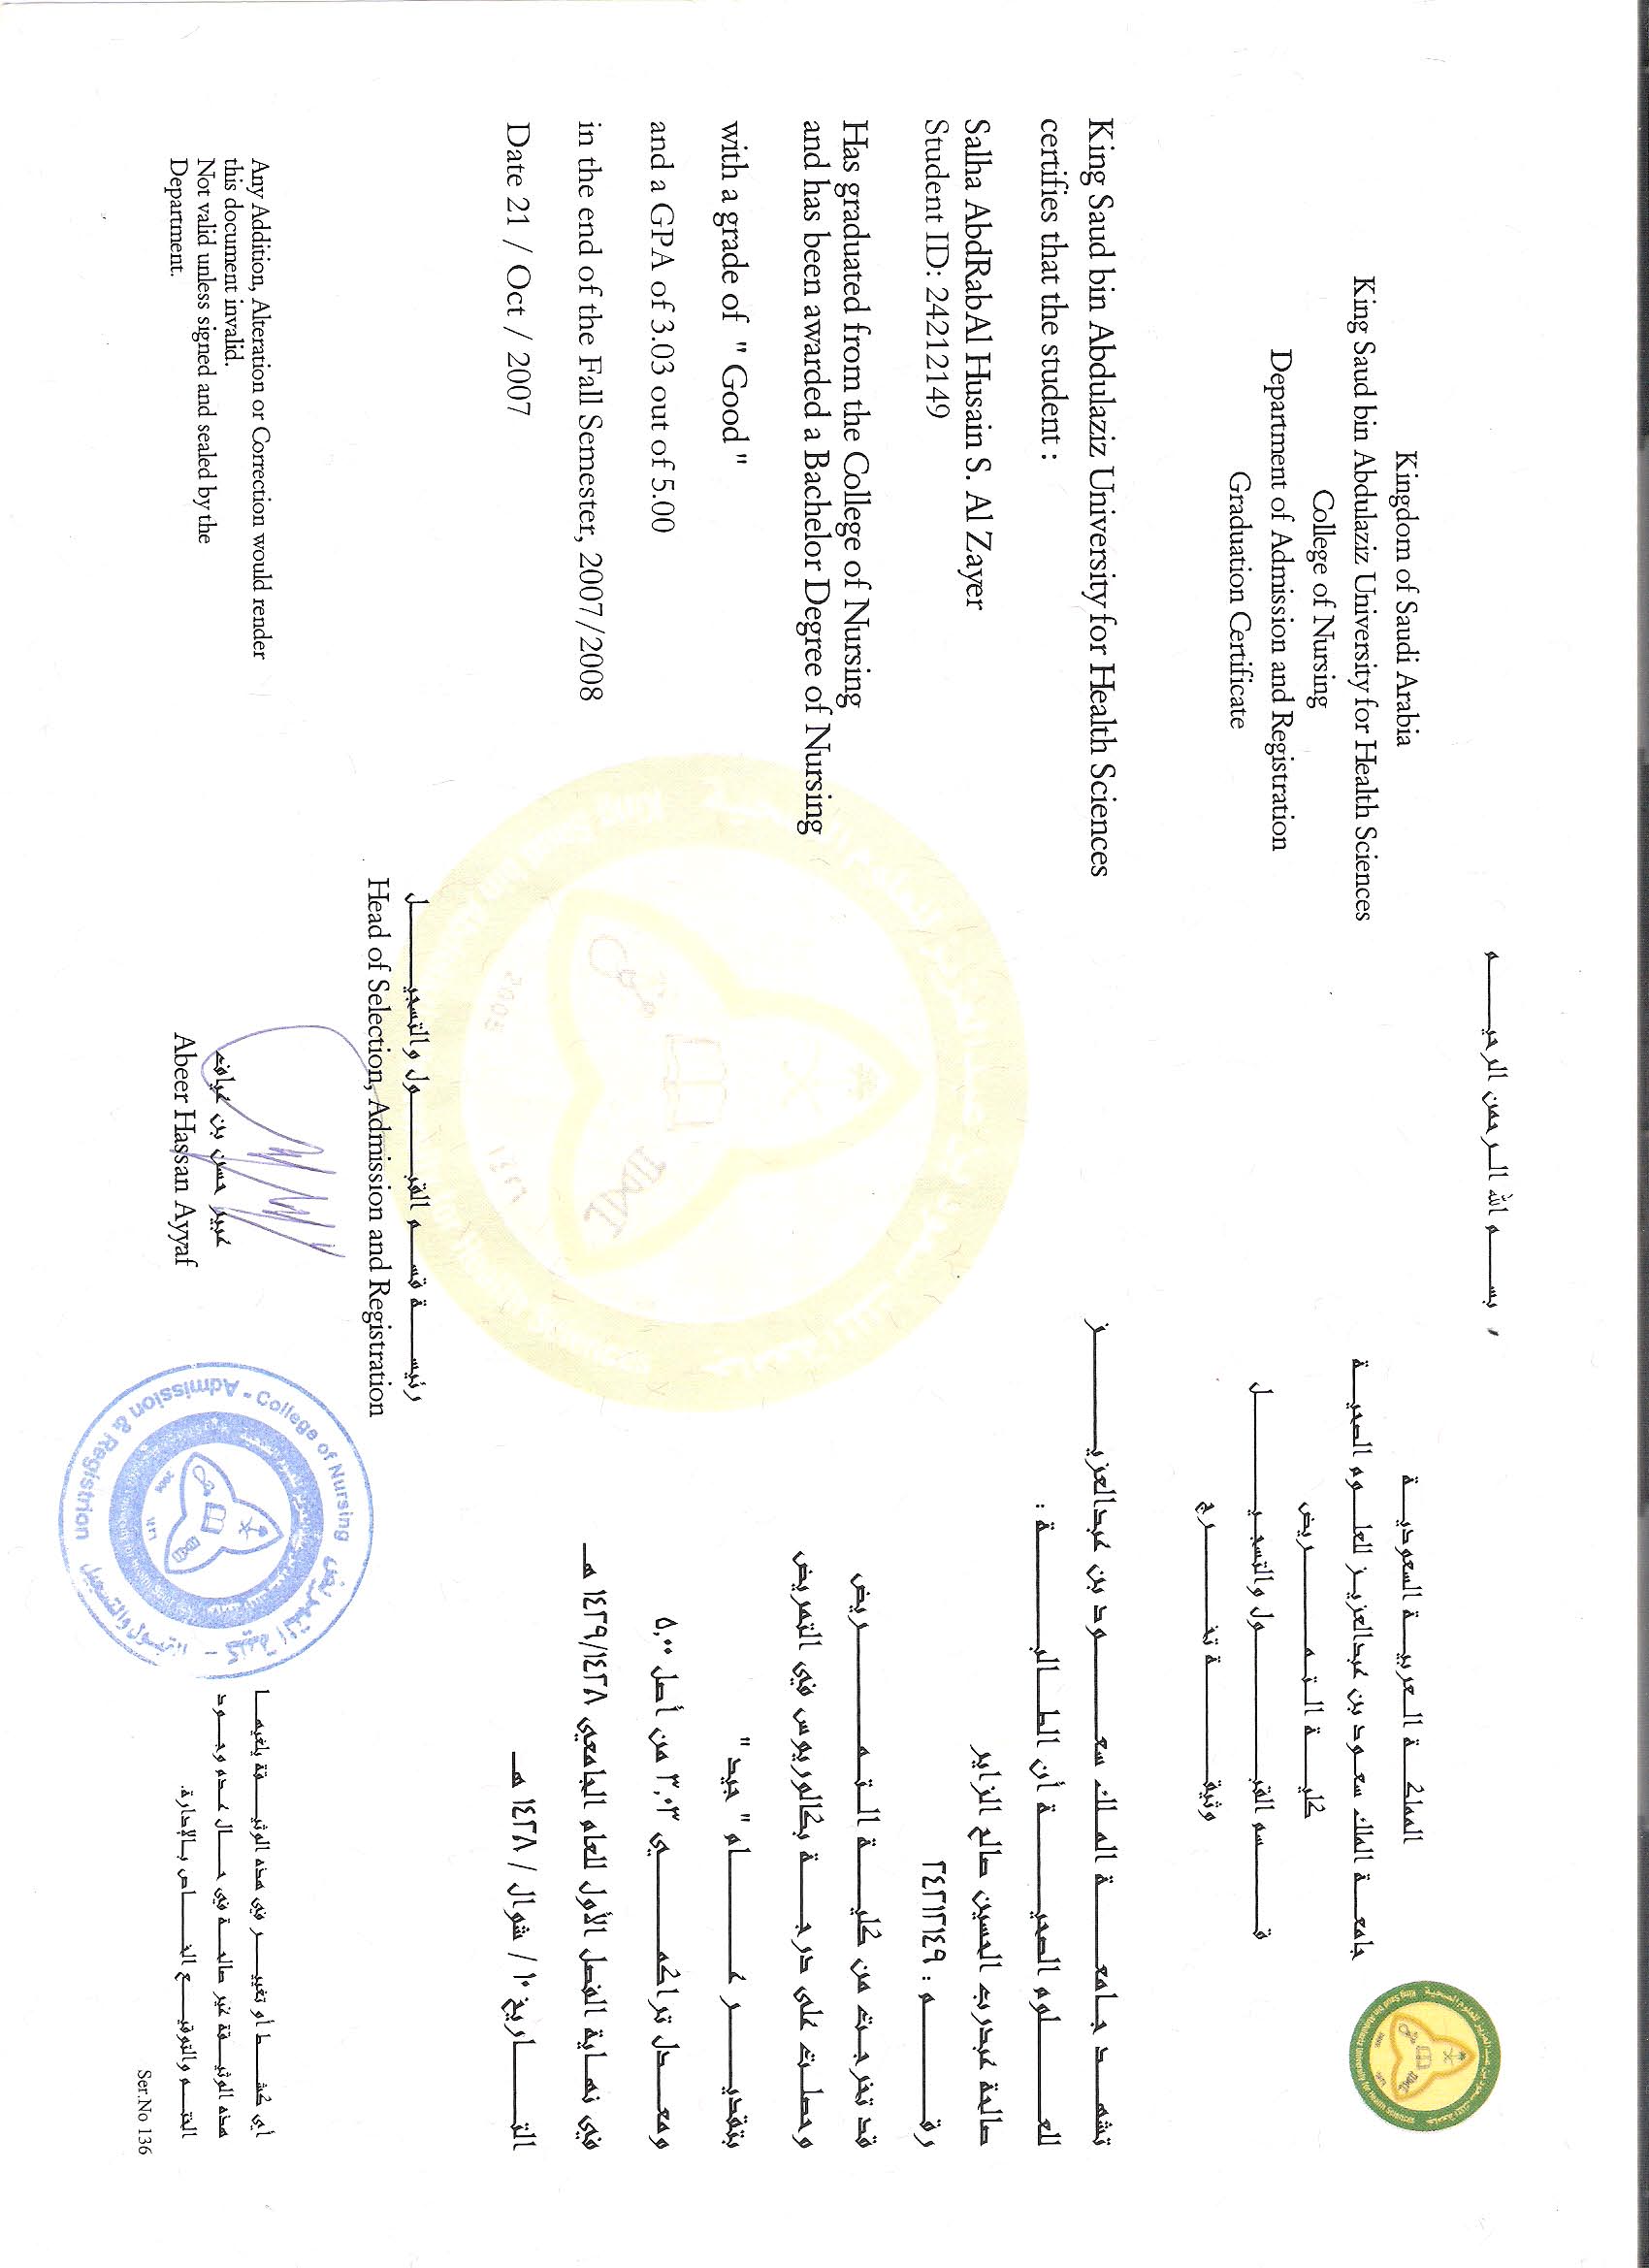 بسم الله الرحمن الرحيم
Kingdom of Saudi Arabia
King Saud bin Abdulaziz University for Health Sciences
College of Nursing
Department of Admission and Registration
Graduation Certificate
المملكة العربية السعودية
جامعة الملك سعود بن عبدالعزيز للعلوم الصحية
كلية التمريض
قسم القبول والتسجيل
وثيقة تخرج
King Saud bin Abdulaziz University for Health Sciences
certifies that the student :
Salha AbdRabAl Husain S. Al Zayer
Student ID: 24212149
Has graduated from the College of Nursing
and has been awarded a Bachelor Degree of Nursing
with a grade of " Good "
and a GPA of 3.03 out of 5.00
in the end of the Fall Semester, 2007/2008
Date 21 / Oct / 2007
تشهد جامعة الملك سعود بن عبدالعزيز
للعلوم الصحية أن الطالبة :
صالحة عبدرب الحسين صالح الزاير
رقم : ٢٤٢١٢١٤٩
قد تخرجت من كلية التمريض
وحصلت على درجة بكالوريوس في التمريض
بتقدير عام " جيد "
ومعدل تراكمي ٣,٠٣ من أصل ٥,٠٠
في نهاية الفصل الأول للعام الجامعي ١٤٢٩/١٤٢٨ هـ
التاريخ ١٠ / شوال / ١٤٢٨ هـ
رئيسة قسم القبول والتسجيل
Head of Selection, Admission and Registration
عبير حسن بن عياف
Abeer Hassan Ayyaf
Any Addition, Alteration or Correction would render
this document invalid.
Not valid unless signed and sealed by the
Department.
College of Nursing - Admission & Registrion
كلية التمريض - القبول والتسجيل
أي كشط أو تغيير في هذه الوثيقة يلغيها
هذه الوثيقة غير صالحة في حال عدم وجود
الختم والتوقيع الخاص بالإدارة.
Ser.No 136